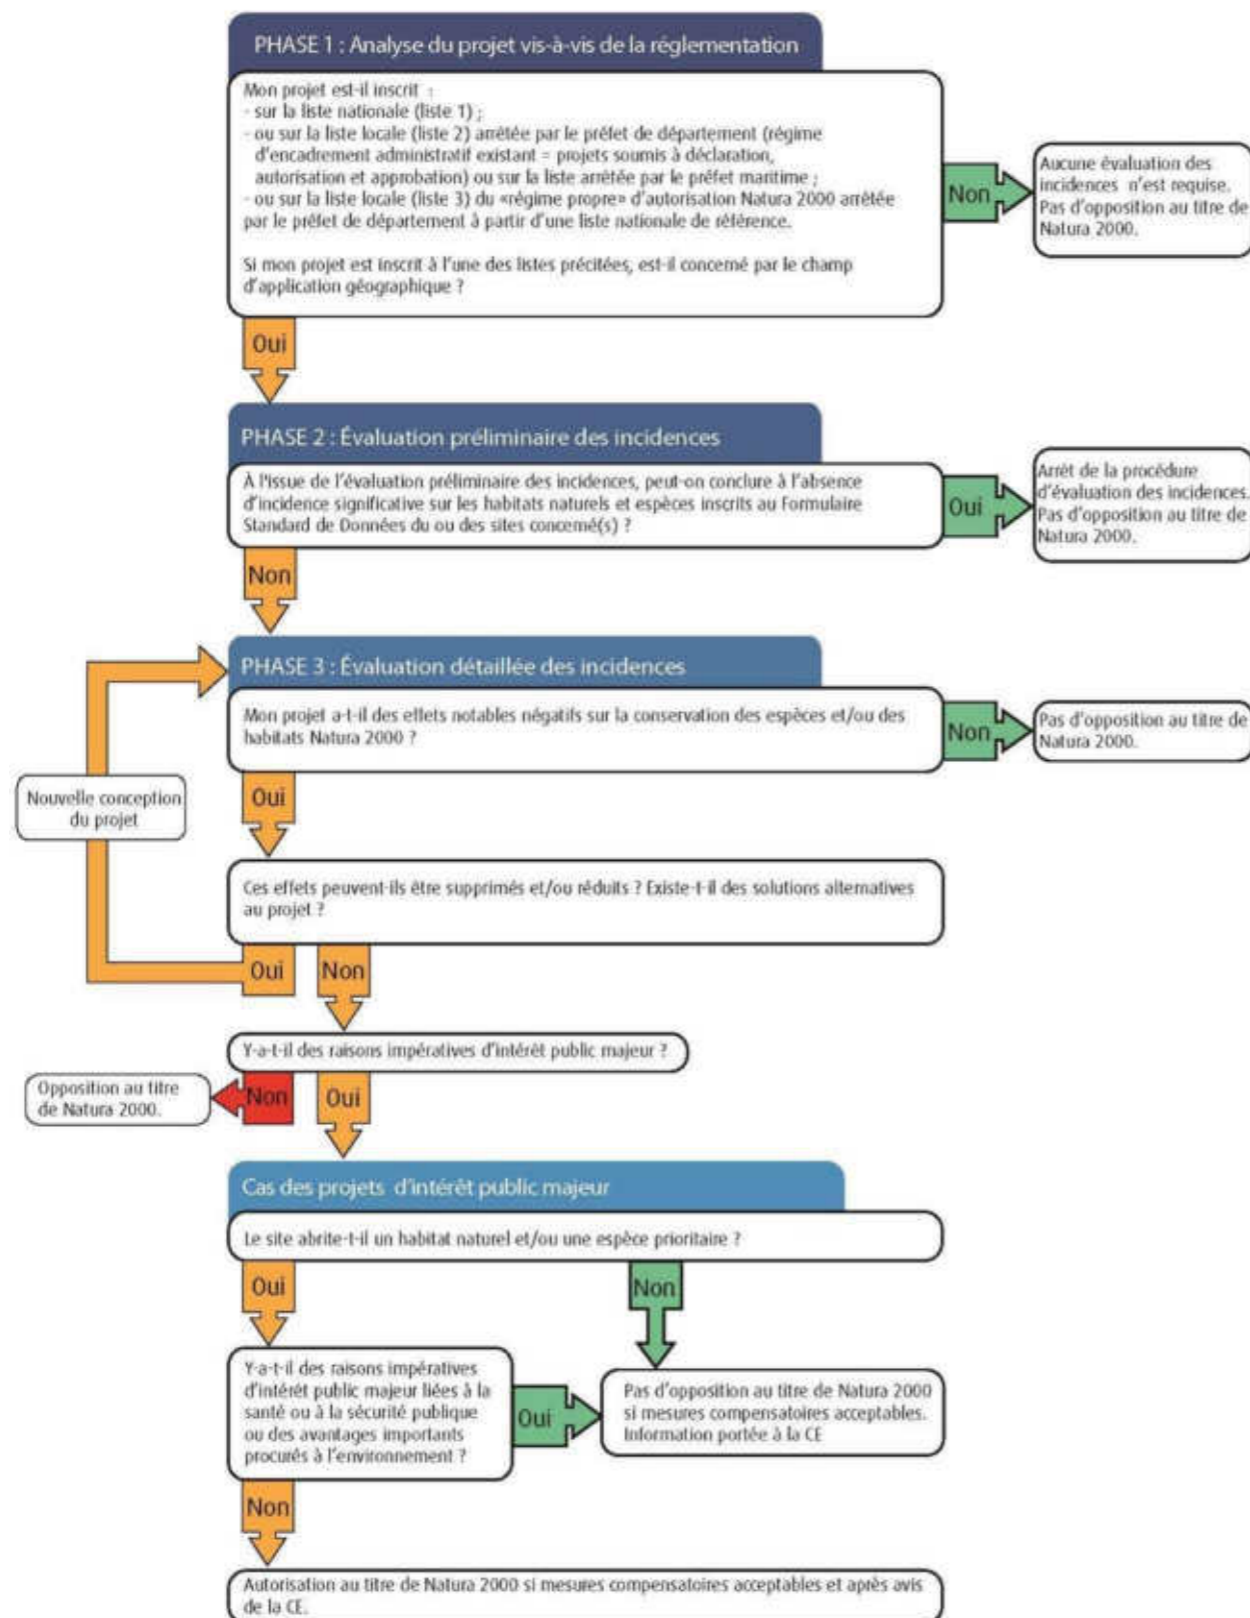 PHASE 1 : Analyse du projet vis-à-vis de la réglementation
Mon projet est-il inscrit :
- sur la liste nationale (liste 1) ;
- ou sur la liste locale (liste 2) arrêtée par le préfet de département (régime
d'encadrement administratif existant = projets soumis à déclaration,
autorisation et approbation) ou sur la liste arrêtée par le préfet maritime ;
- ou sur la liste locale (liste 3) du «régime propre» d'autorisation Natura 2000 arrêtée
par le préfet de département à partir d'une liste nationale de référence.
Si mon projet est inscrit à l'une des listes précitées, est-il concerné par le champ
d'application géographique ?
Non
Aucune évaluation des
incidences n'est requise.
Pas d'opposition au titre de
Natura 2000.
Oui
PHASE 2 : Évaluation préliminaire des incidences
À l'issue de l'évaluation préliminaire des incidences, peut-on conclure à l'absence
d'incidence significative sur les habitats naturels et espèces inscrits au Formulaire
Standard de Données du ou des sites concerné(s) ?
Oui
Arrêt de la procédure
d'évaluation des incidences.
Pas d'opposition au titre de
Natura 2000.
Non
PHASE 3 : Évaluation détaillée des incidences
Mon projet a-t-il des effets notables négatifs sur la conservation des espèces et/ou des
habitats Natura 2000 ?
Non
Pas d'opposition au titre de
Natura 2000.
Oui
Nouvelle conception
du projet
Ces effets peuvent-ils être supprimés et/ou réduits ? Existe-t-il des solutions alternatives
au projet ?
Oui
Non
Y-a-t-il des raisons impératives d'intérêt public majeur ?
Opposition au titre
de Natura 2000.
Non
Oui
Cas des projets d'intérêt public majeur
Le site abrite-t-il un habitat naturel et/ou une espèce prioritaire ?
Oui
Non
Y-a-t-il des raisons impératives
d'intérêt public majeur liées à la
santé ou à la sécurité publique
ou des avantages importants
procurés à l'environnement ?
Oui
Pas d'opposition au titre de Natura 2000
si mesures compensatoires acceptables.
Information portée à la CE
Non
Autorisation au titre de Natura 2000 si mesures compensatoires acceptables et après avis
de la CE.